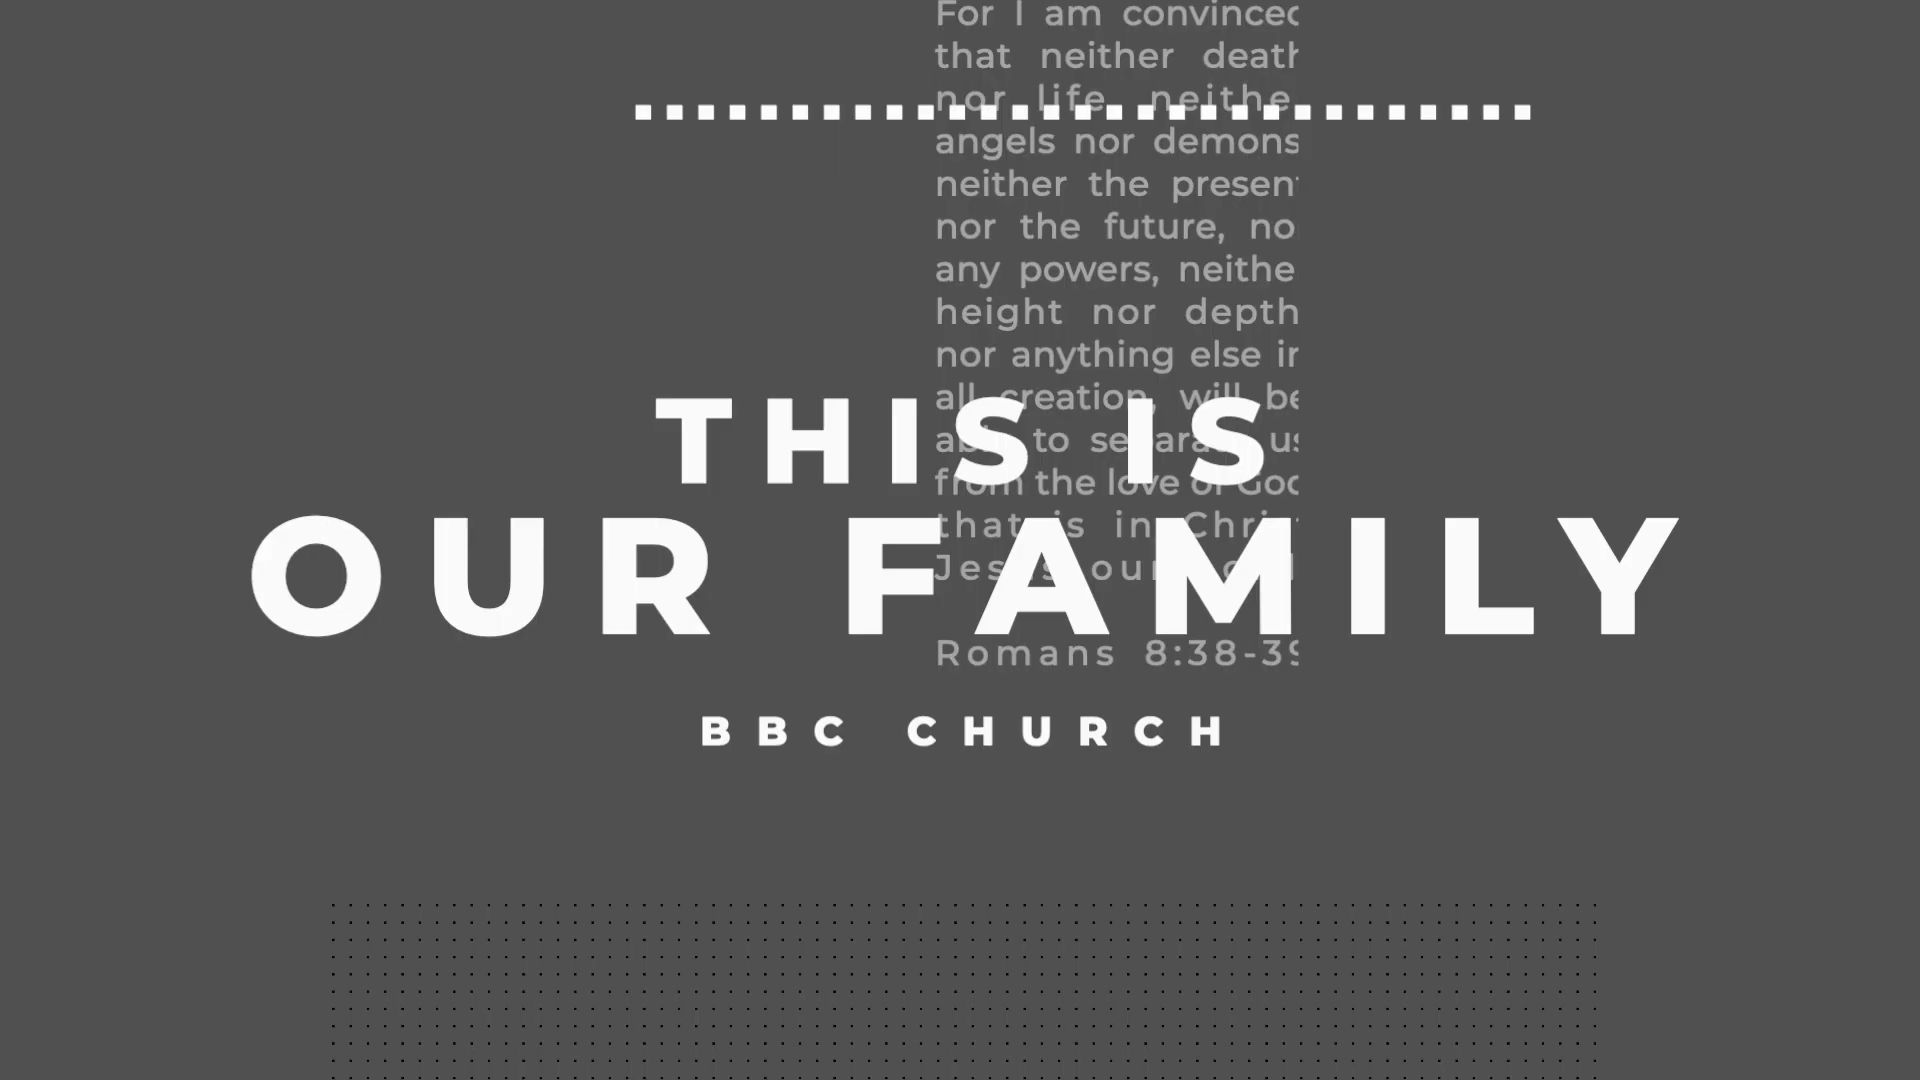 For I am convinced
that neither death
nor life, neither
angels nor demons
neither the present
nor the future, nor
any powers, neither
height nor depth
nor anything else in
all creation, will be
able to separate us
from the love of God
that is in Christ
Jesus our Lord
THIS IS
OUR FAMILY
Romans 8:38-39
BBC CHURCH